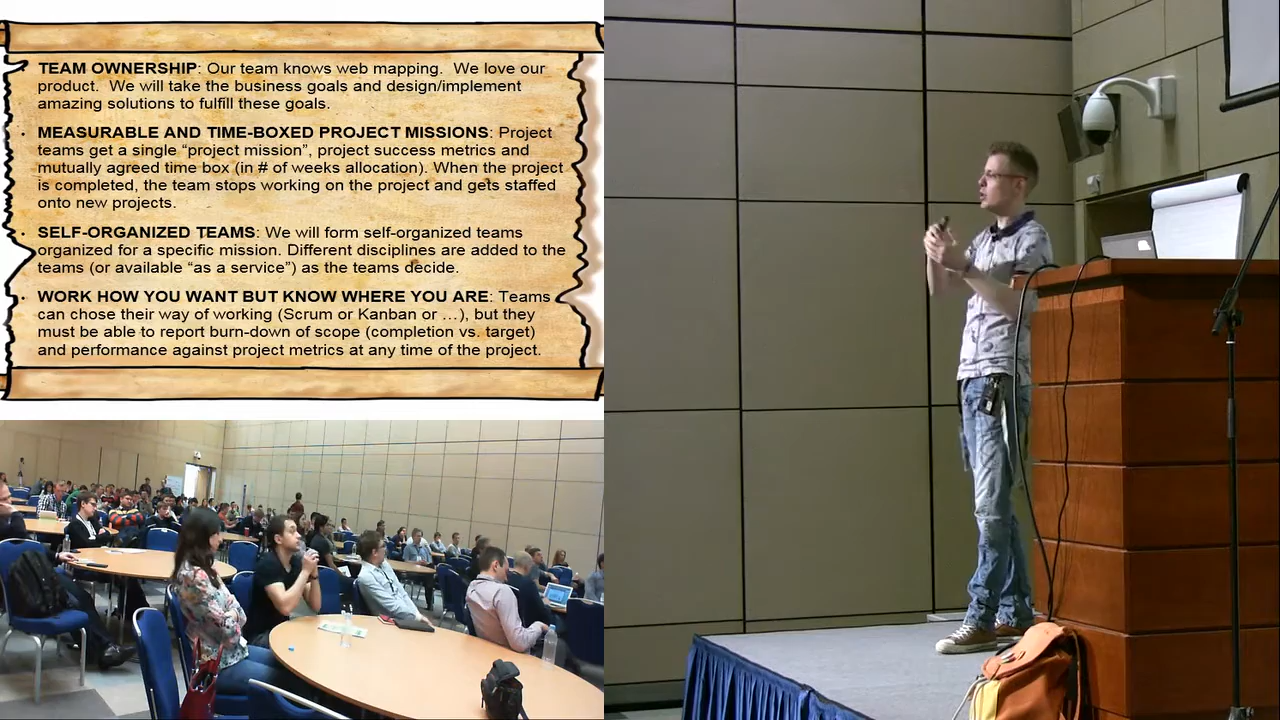 TEAM OWNERSHIP: Our team knows web mapping. We love our
product. We will take the business goals and design/implement
amazing solutions to fulfill these goals.
MEASURABLE AND TIME-BOXED PROJECT MISSIONS: Project
teams get a single “project mission”, project success metrics and
mutually agreed time box (in # of weeks allocation). When the project
is completed, the team stops working on the project and gets staffed
onto new projects.
SELF-ORGANIZED TEAMS: We will form self-organized teams
organized for a specific mission. Different disciplines are added to the
teams (or available “as a service”) as the teams decide.
WORK HOW YOU WANT BUT KNOW WHERE YOU ARE: Teams
can chose their way of working (Scrum or Kanban or …), but they
must be able to report burn-down of scope (completion vs. target)
and performance against project metrics at any time of the project.